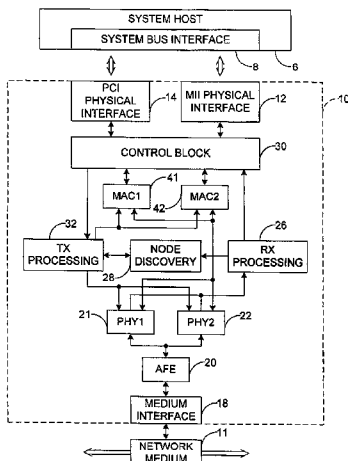 SYSTEM HOST
SYSTEM BUS INTERFACE
8
6
PCI
PHYSICAL
INTERFACE
14
MII PHYSICAL
INTERFACE
12
10
CONTROL BLOCK
30
MAC1
41
42
MAC2
32
TX
PROCESSING
NODE
DISCOVERY
28
26
RX
PROCESSING
21
PHY1
PHY2
22
AFE
20
MEDIUM
INTERFACE
18
11
NETWORK
MEDIUM